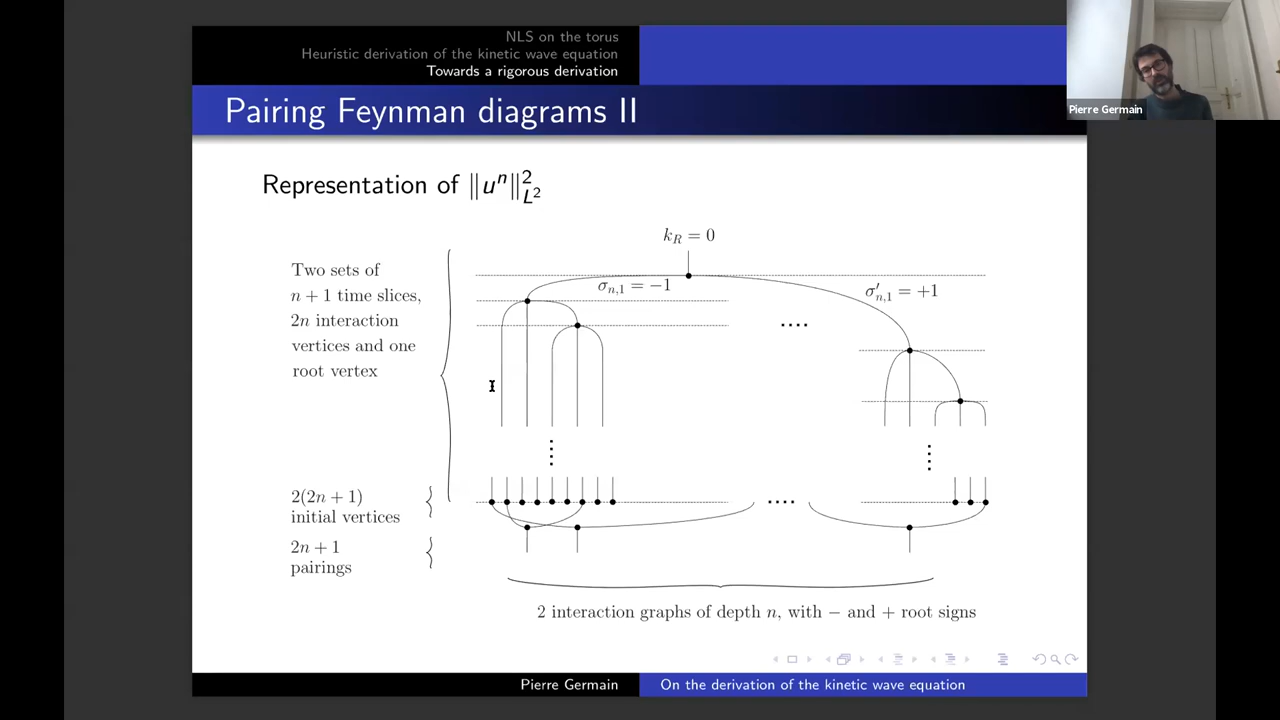 NLS on the torus
Heuristic derivation of the kinetic wave equation
Towards a rigorous derivation
Pierre Germain
Pairing Feynman diagrams II
Representation of ∥uⁿ∥²_{L²}
k_R = 0
Two sets of
n + 1 time slices,
2n interaction
vertices and one
root vertex
σ_{n,1} = −1
σ′_{n,1} = +1
2(2n + 1)
initial vertices
2n + 1
pairings
2 interaction graphs of depth n, with − and + root signs
Pierre Germain
On the derivation of the kinetic wave equation